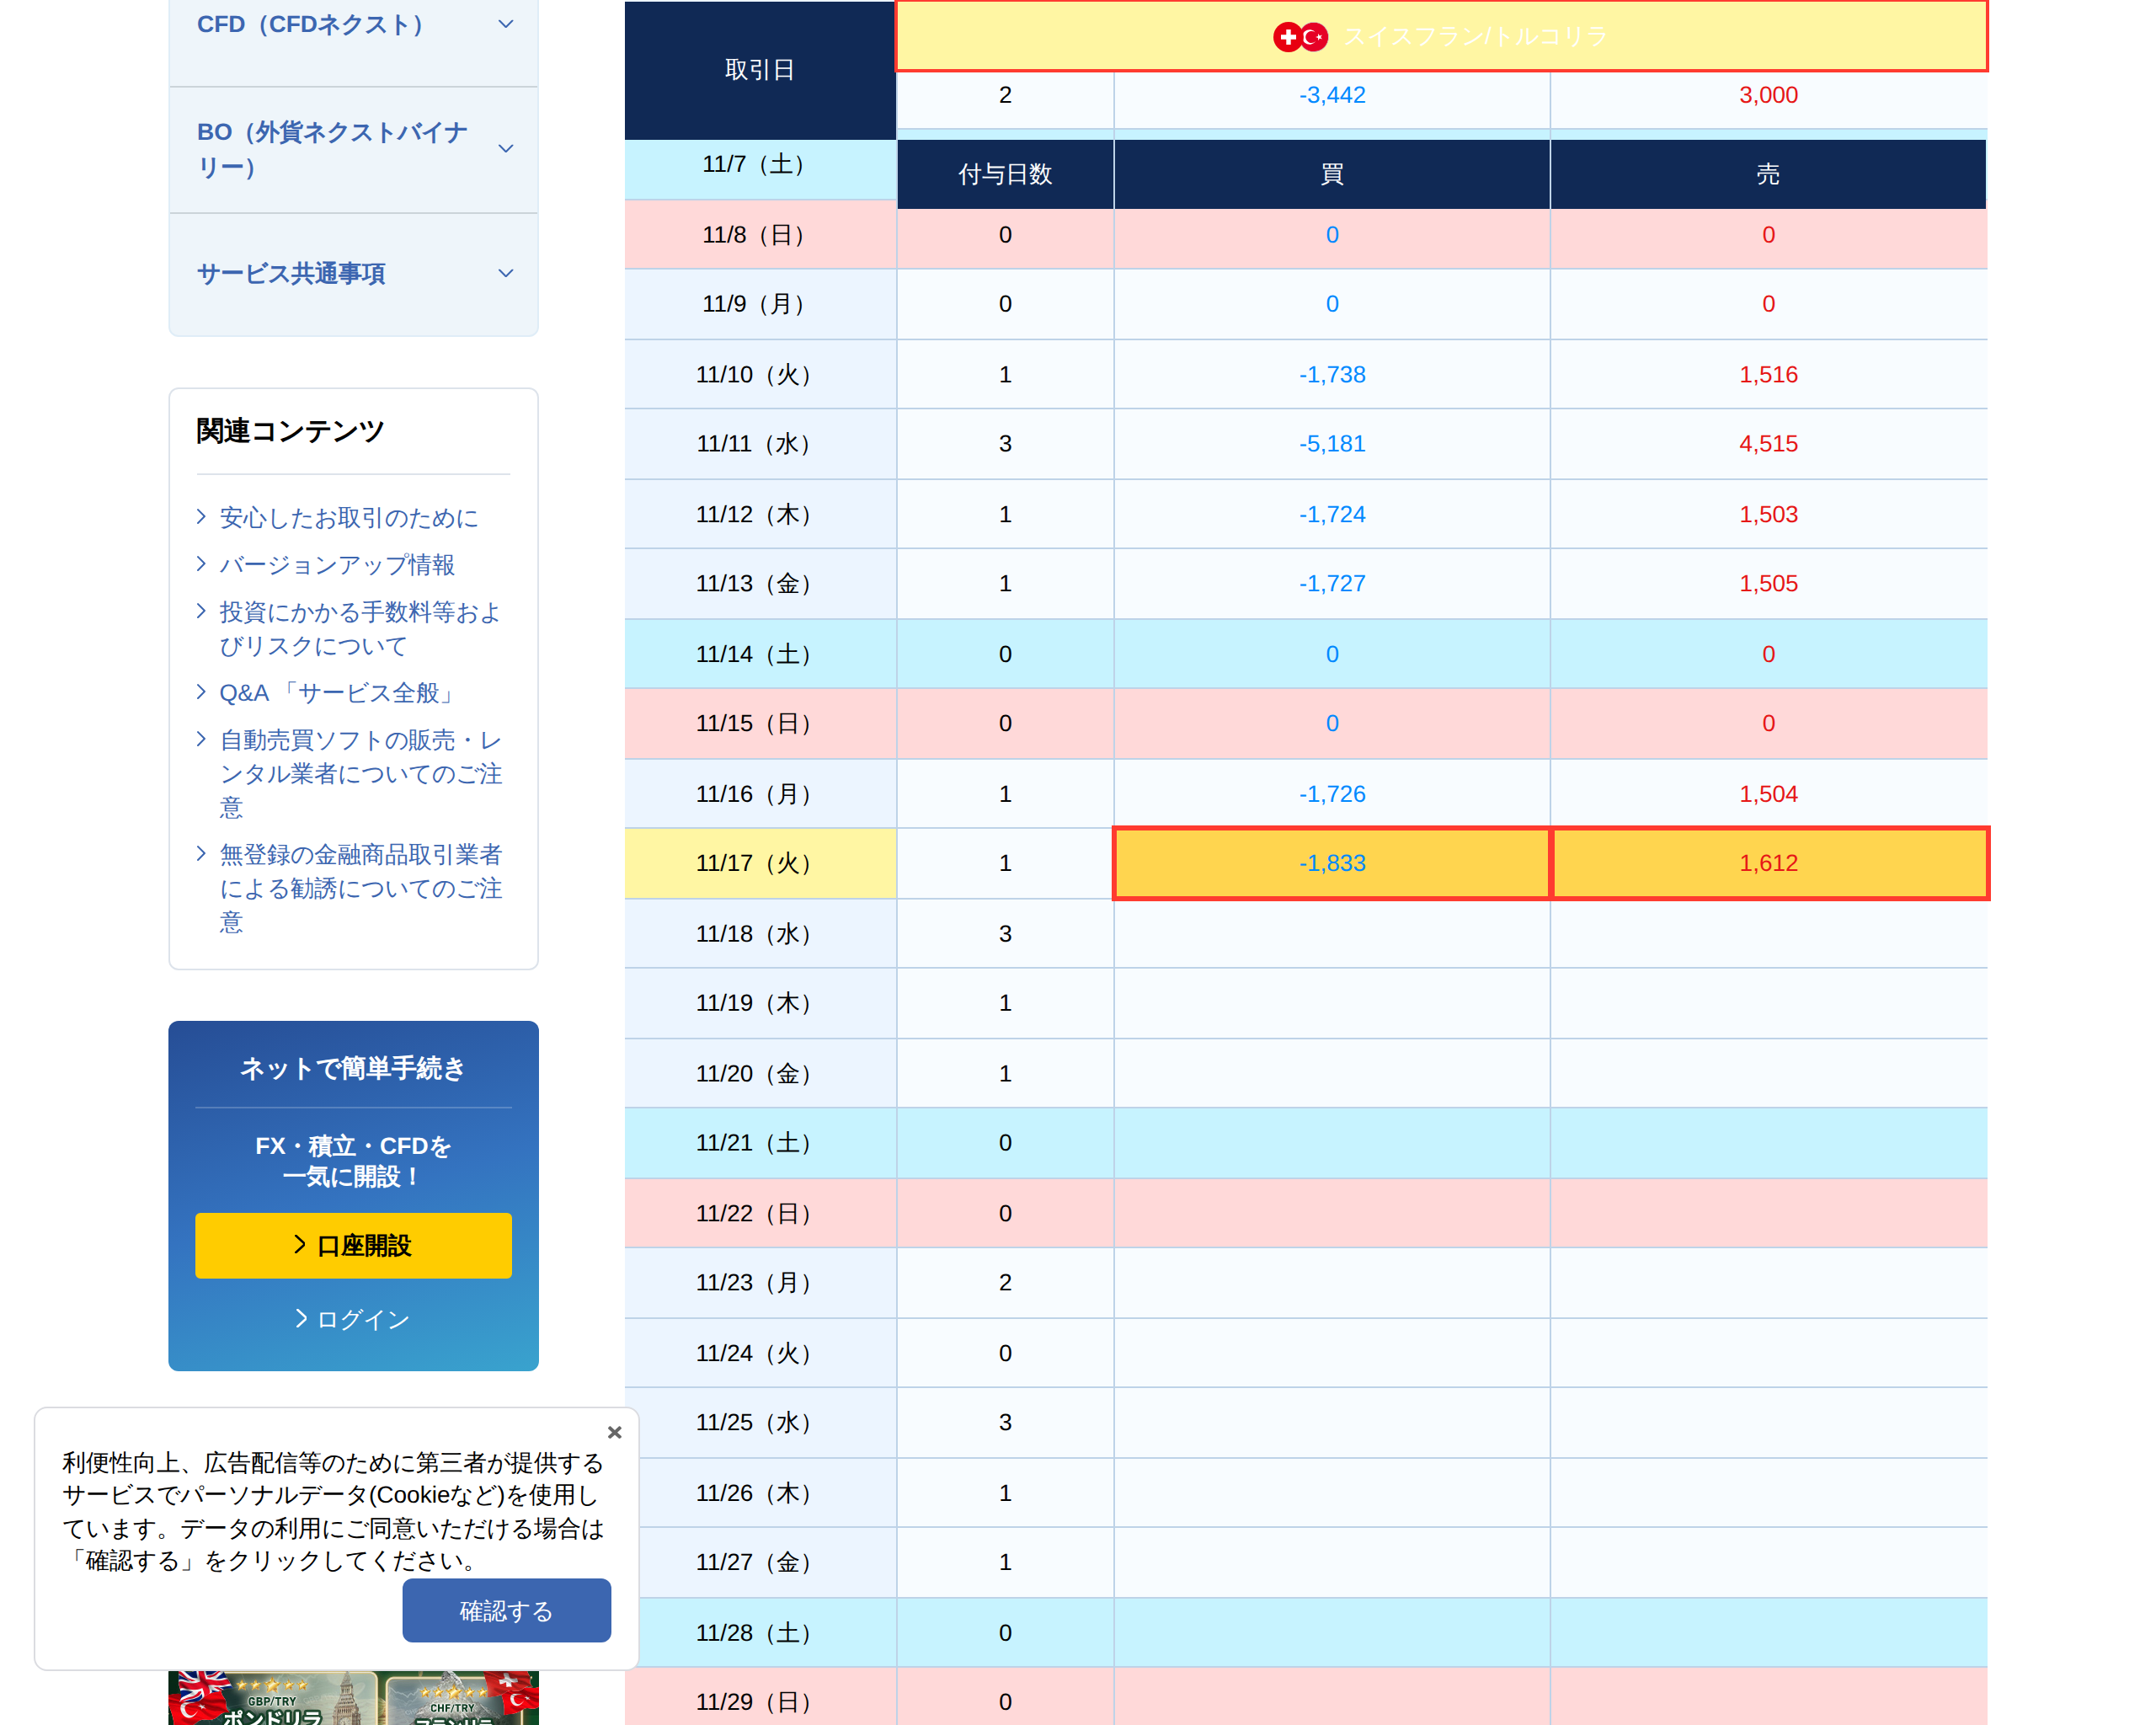 CFD（CFDネクスト）
BO（外貨ネクストバイナ
リー）
サービス共通事項
関連コンテンツ
安心したお取引のために
バージョンアップ情報
投資にかかる手数料等およ
びリスクについて
Q&A 「サービス全般」
自動売買ソフトの販売・レ
ンタル業者についてのご注
意
無登録の金融商品取引業者
による勧誘についてのご注
意
ネットで簡単手続き
FX・積立・CFDを
一気に開設！
口座開設
ログイン
利便性向上、広告配信等のために第三者が提供する
サービスでパーソナルデータ(Cookieなど)を使用し
ています。データの利用にご同意いただける場合は
「確認する」をクリックしてください。
確認する
GBP/TRY
ポンドリラ
CHF/TRY
フランリラ
取引日 スイスフラン/トルコリラ
2 -3,442 3,000
11/7（土） 付与日数 買 売
11/8（日） 0 0 0
11/9（月） 0 0 0
11/10（火） 1 -1,738 1,516
11/11（水） 3 -5,181 4,515
11/12（木） 1 -1,724 1,503
11/13（金） 1 -1,727 1,505
11/14（土） 0 0 0
11/15（日） 0 0 0
11/16（月） 1 -1,726 1,504
11/17（火） 1 -1,833 1,612
11/18（水） 3
11/19（木） 1
11/20（金） 1
11/21（土） 0
11/22（日） 0
11/23（月） 2
11/24（火） 0
11/25（水） 3
11/26（木） 1
11/27（金） 1
11/28（土） 0
11/29（日） 0